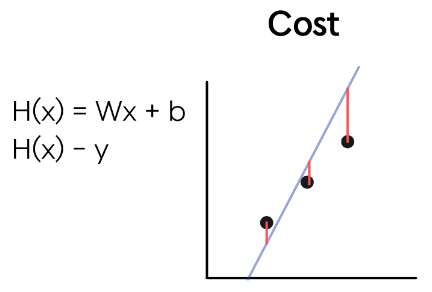 Cost
H(x) = Wx + b
H(x) - y